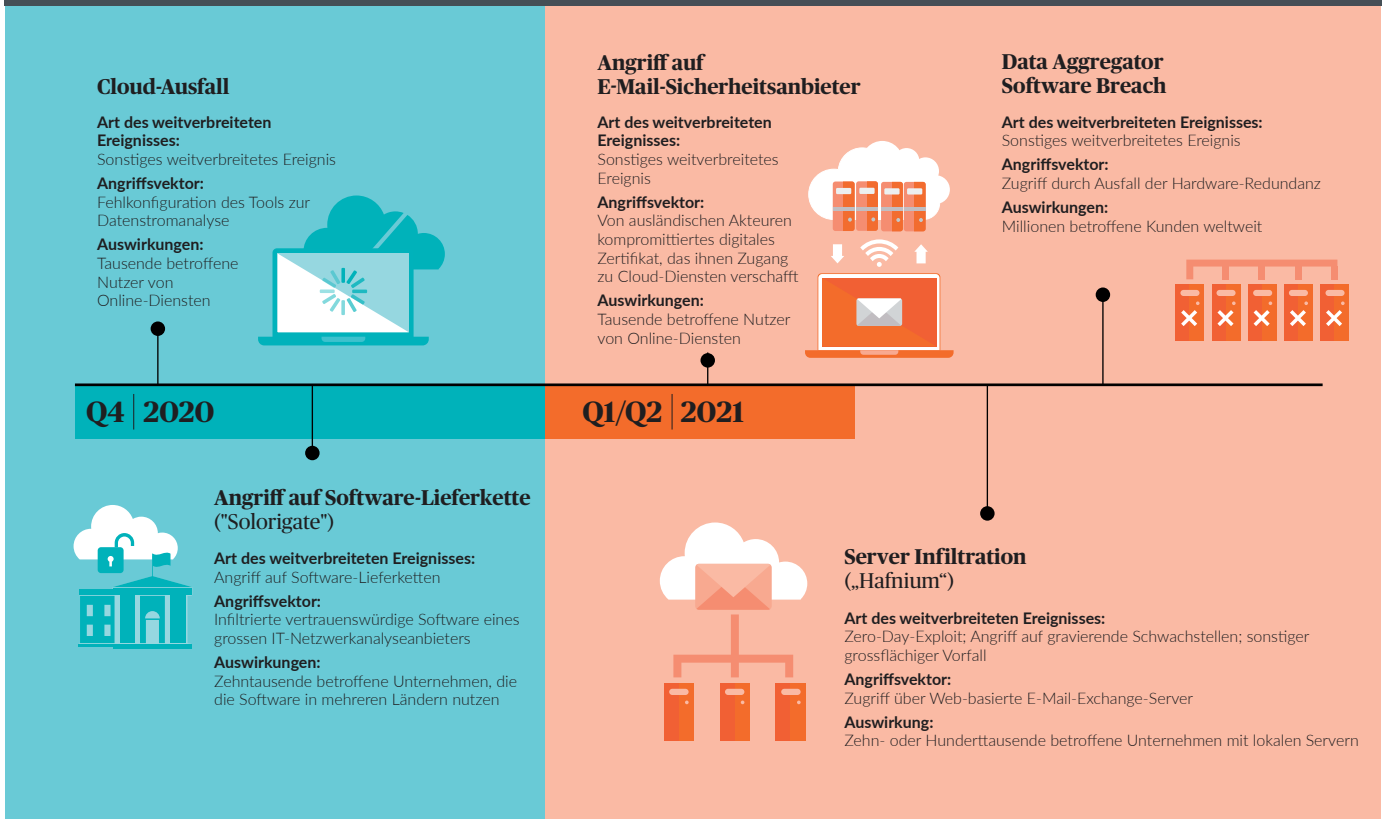 Cloud-Ausfall
Art des weitverbreiteten
Ereignisses:
Sonstiges weitverbreitetes Ereignis
Angriffsvektor:
Fehlkonfiguration des Tools zur
Datenstromanalyse
Auswirkungen:
Tausende betroffene
Nutzer von
Online-Diensten
Angriff auf
E-Mail-Sicherheitsanbieter
Art des weitverbreiteten
Ereignisses:
Sonstiges weitverbreitetes
Ereignis
Angriffsvektor:
Von ausländischen Akteuren
kompromittiertes digitales
Zertifikat, das ihnen Zugang
zu Cloud-Diensten verschafft
Auswirkungen:
Tausende betroffene Nutzer
von Online-Diensten
Data Aggregator
Software Breach
Art des weitverbreiteten Ereignisses:
Sonstiges weitverbreitetes Ereignis
Angriffsvektor:
Zugriff durch Ausfall der Hardware-Redundanz
Auswirkungen:
Millionen betroffene Kunden weltweit
Q4 | 2020
Q1/Q2 | 2021
Angriff auf Software-Lieferkette
("Solorigate")
Art des weitverbreiteten Ereignisses:
Angriff auf Software-Lieferketten
Angriffsvektor:
Infiltrierte vertrauenswürdige Software eines
grossen IT-Netzwerkanalyseanbieters
Auswirkungen:
Zehntausende betroffene Unternehmen, die
die Software in mehreren Ländern nutzen
Server Infiltration
(„Hafnium“)
Art des weitverbreiteten Ereignisses:
Zero-Day-Exploit; Angriff auf gravierende Schwachstellen; sonstiger
grossflächiger Vorfall
Angriffsvektor:
Zugriff über Web-basierte E-Mail-Exchange-Server
Auswirkung:
Zehn- oder Hunderttausende betroffene Unternehmen mit lokalen Servern